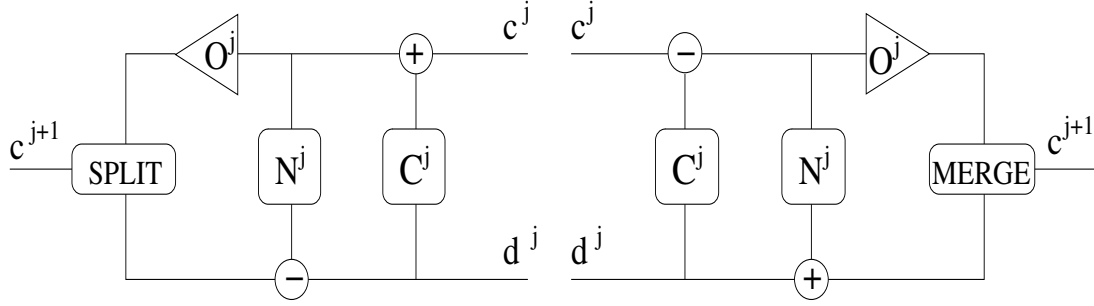 c^j c^j
O^j + − O^j
c^{j+1} SPLIT N^j C^j C^j N^j MERGE c^{j+1}
d^j d^j
− +